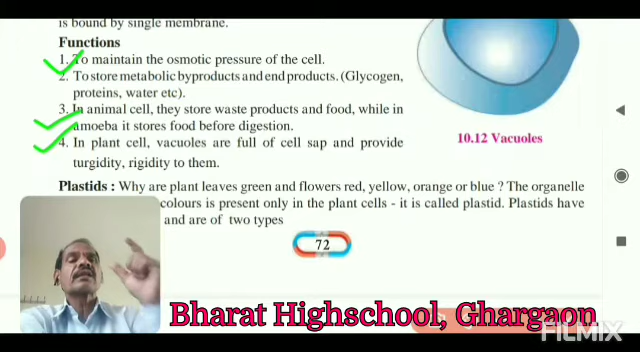 is bound by single membrane.
Functions
1. To maintain the osmotic pressure of the cell.
2. To store metabolic byproducts and end products. (Glycogen,
proteins, water etc).
3. In animal cell, they store waste products and food, while in
amoeba it stores food before digestion.
4. In plant cell, vacuoles are full of cell sap and provide
turgidity, rigidity to them.
10.12 Vacuoles
Plastids : Why are plant leaves green and flowers red, yellow, orange or blue ? The organelle
colours is present only in the plant cells - it is called plastid. Plastids have
and are of two types
72
Bharat Highschool, Ghargaon
FILMIX